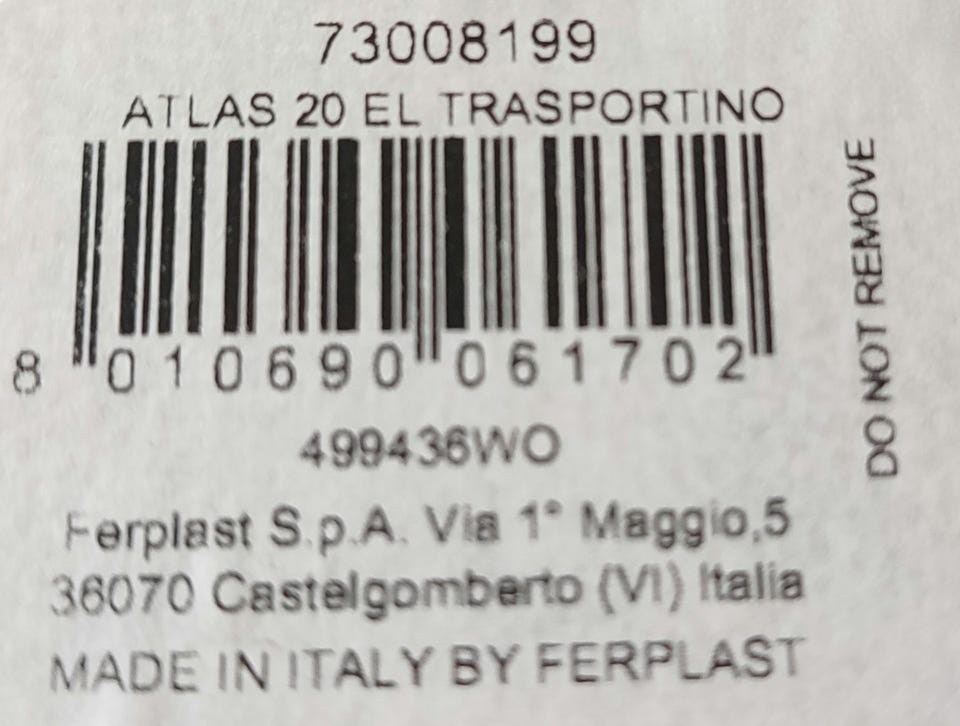 73008199
ATLAS 20 EL TRASPORTINO
8 010690 061702
499436WO
Ferplast S.p.A. Via 1° Maggio,5
36070 Castelgomberto (VI) Italia
MADE IN ITALY BY FERPLAST
DO NOT REMOVE